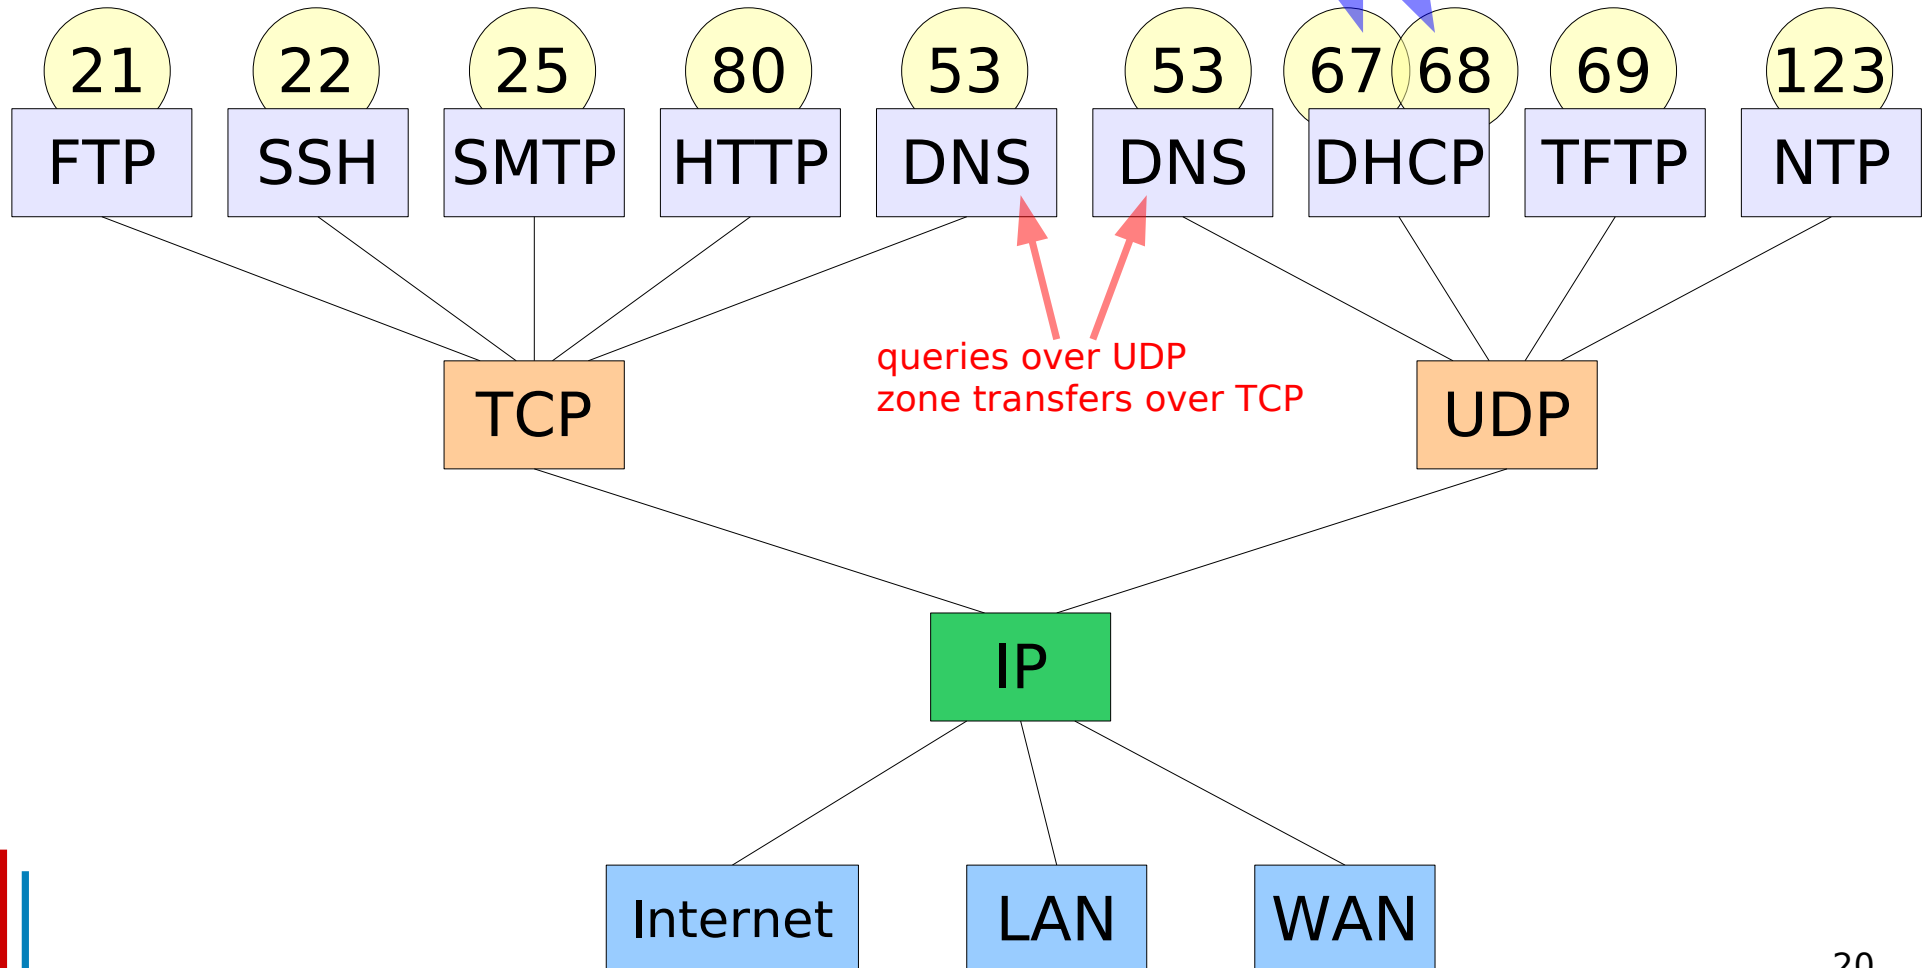 21 22 25 80 53 53 67 68 69 123
FTP SSH SMTP HTTP DNS DNS DHCP TFTP NTP
queries over UDP
zone transfers over TCP
TCP UDP
IP
Internet LAN WAN
20